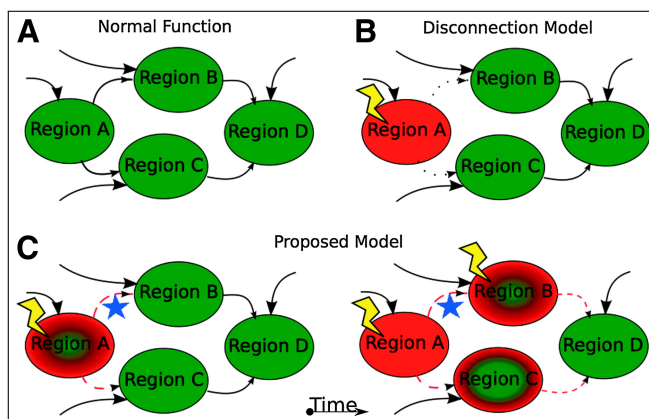 A
Normal Function
B
Disconnection Model
Region B
Region A
Region D
Region C
Region B
Region A
Region D
Region C
C
Proposed Model
Region B
Region A
Region D
Region C
Region B
Region A
Region D
Region C
Time